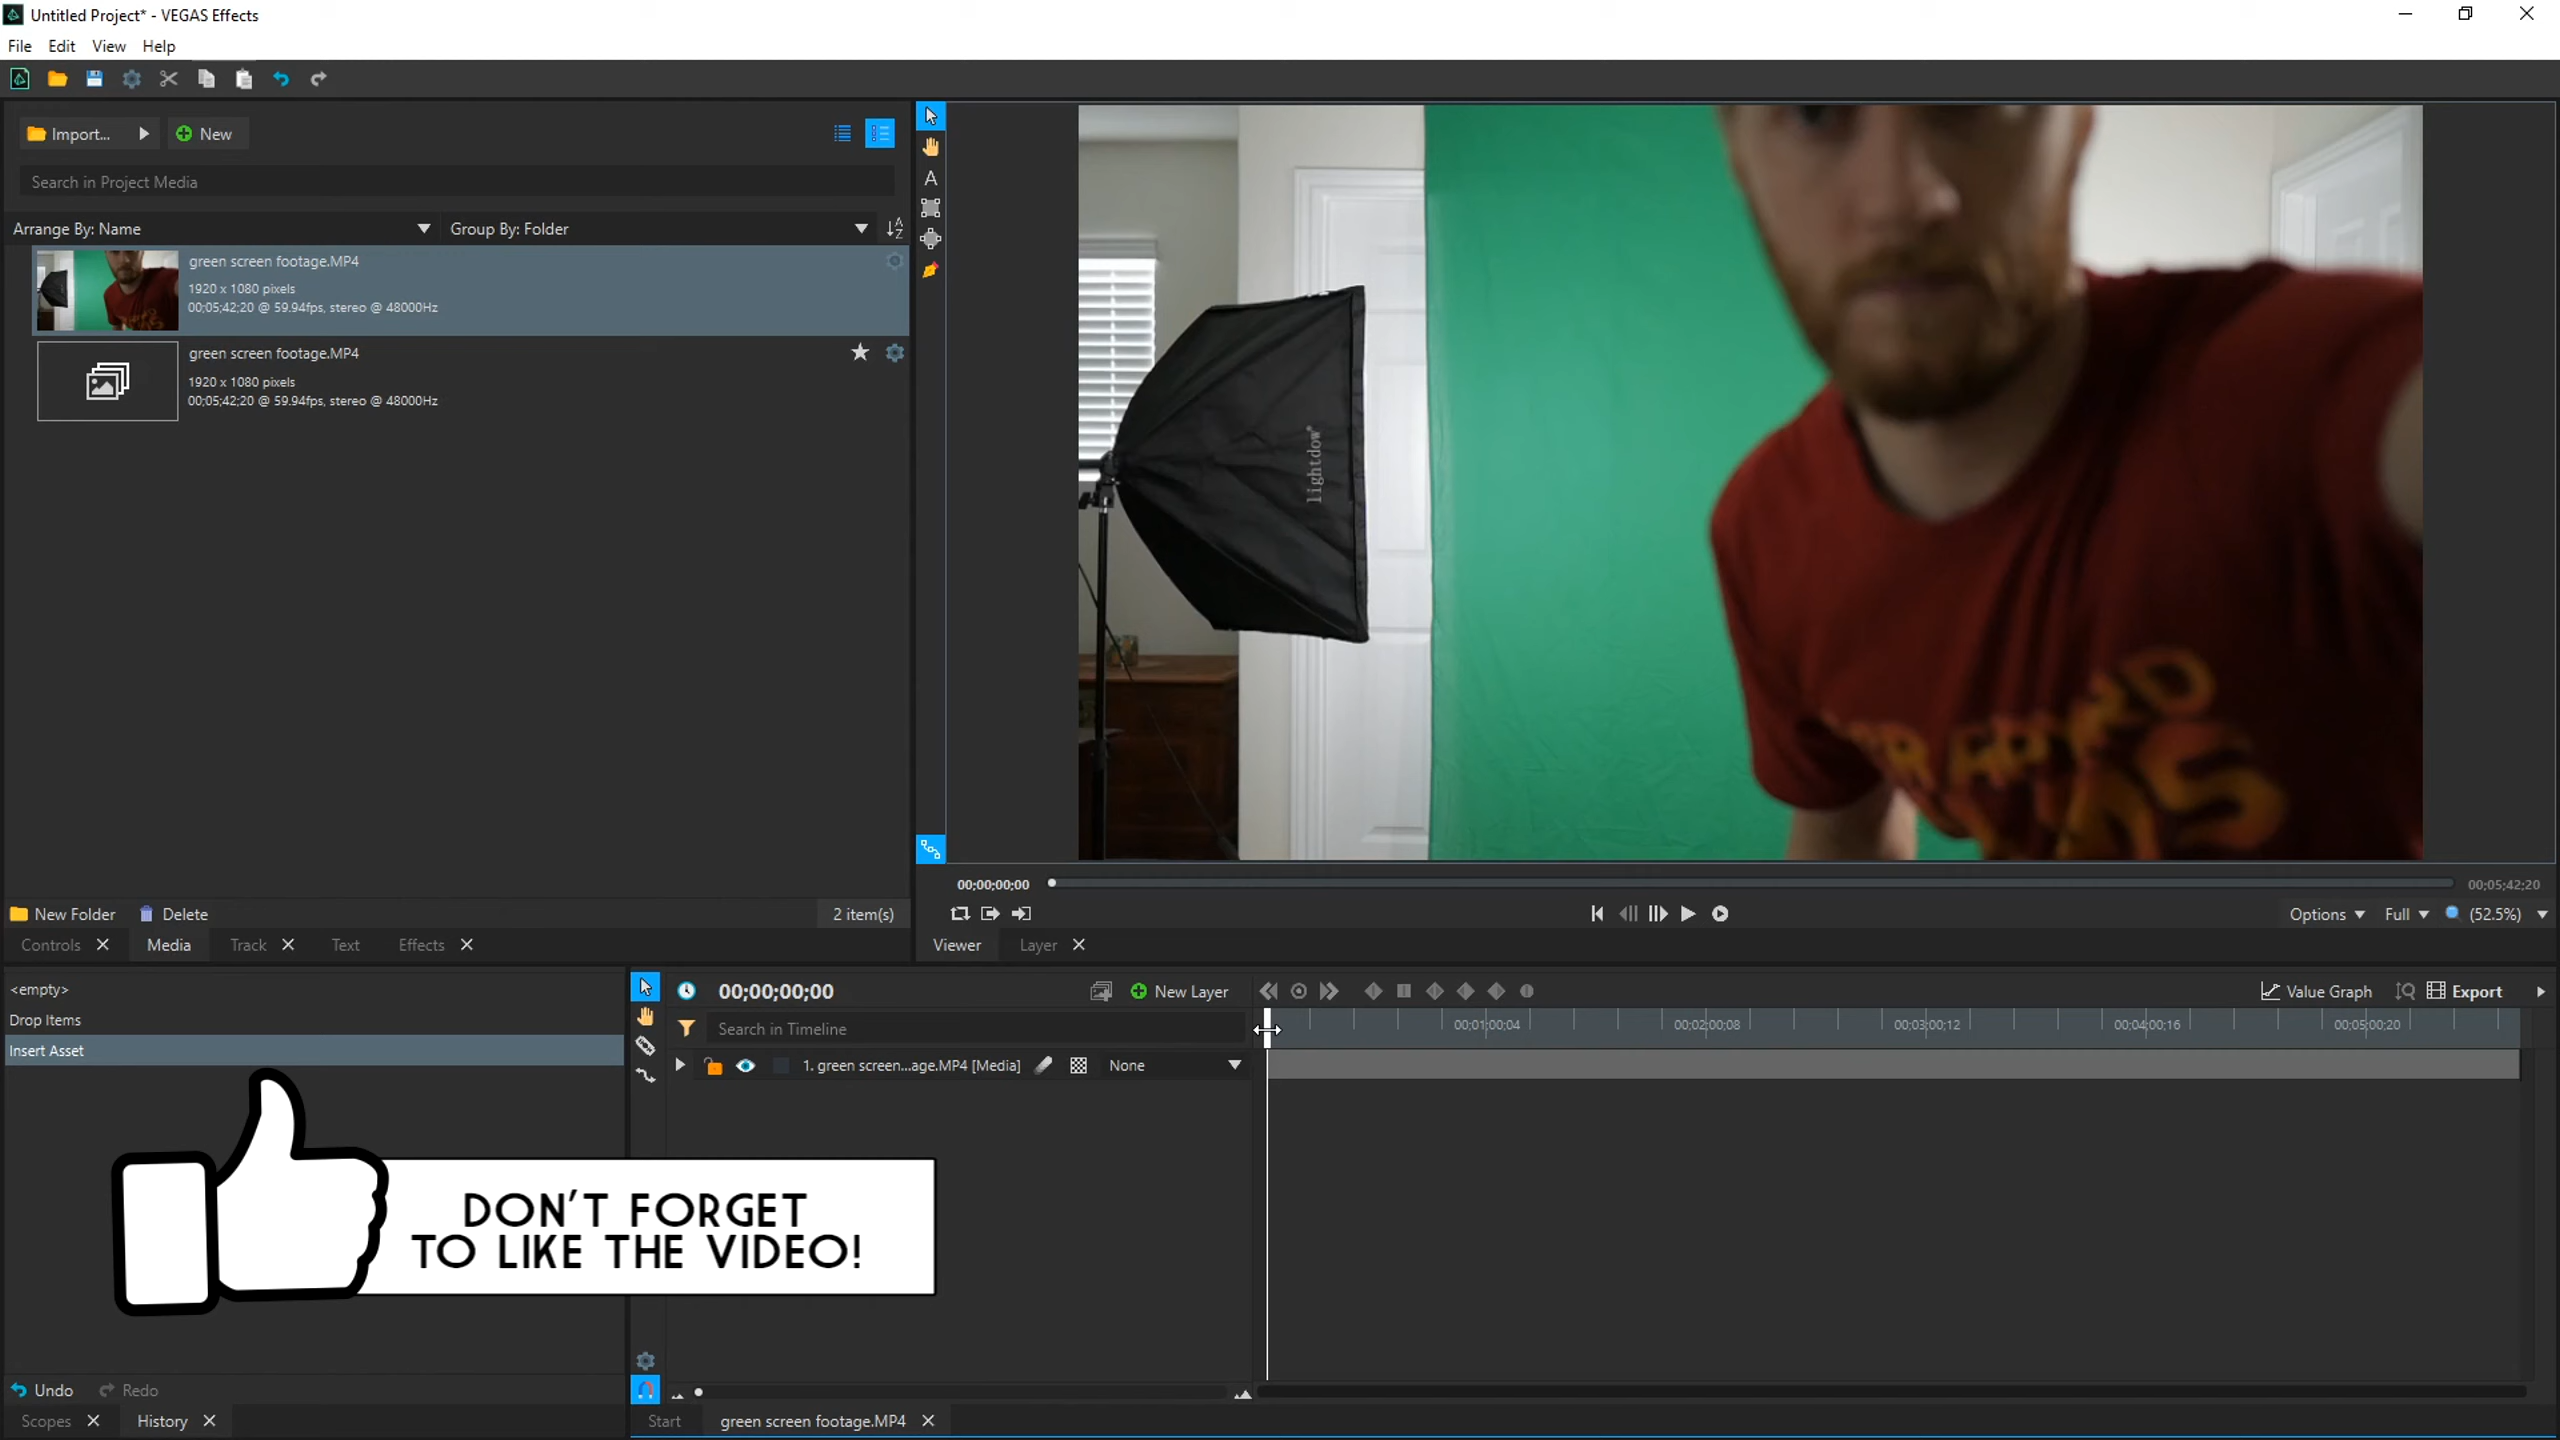 Untitled Project* - VEGAS Effects
File Edit View Help
Import... New
Search in Project Media
Arrange By: Name Group By: Folder
green screen footage.MP4
1920 x 1080 pixels
00;05;42;20 @ 59.94fps, stereo @ 48000Hz
green screen footage.MP4
1920 x 1080 pixels
00;05;42;20 @ 59.94fps, stereo @ 48000Hz
New Folder Delete 2 item(s)
Controls Media Track Text Effects
lightdow
00;00;00;00 00;05;42;20
Options Full (52.5%)
Viewer Layer
<empty>
Drop Items
Insert Asset
Undo Redo
Scopes History
00;00;00;00 New Layer Value Graph Export
Search in Timeline 00;01;00;04 00;02;00;08 00;03;00;12 00;04;00;16 00;05;00;20
1. green screen...age.MP4 [Media] None
DON'T FORGET
TO LIKE THE VIDEO!
Start green screen footage.MP4